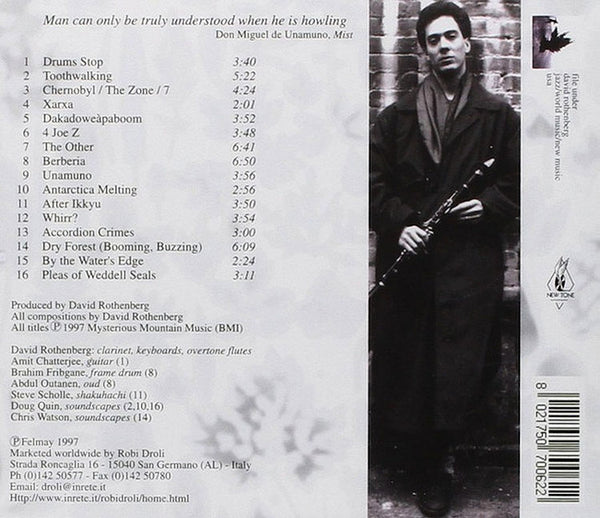 Man can only be truly understood when he is howling
Don Miguel de Unamuno, Mist
1 Drums Stop 3:40
2 Toothwalking 5:22
3 Chernobyl / The Zone / 7 4:24
4 Xarxa 2:01
5 Dakadoweàpaboom 3:52
6 4 Joe Z 3:48
7 The Other 6:41
8 Berberia 6:50
9 Unamuno 3:56
10 Antarctica Melting 2:56
11 After Ikkyu 3:50
12 Whirr? 3:54
13 Accordion Crimes 3:00
14 Dry Forest (Booming, Buzzing) 6:09
15 By the Water's Edge 2:24
16 Pleas of Weddell Seals 3:11
Produced by David Rothenberg
All compositions by David Rothenberg
All titles Ⓟ 1997 Mysterious Mountain Music (BMI)
David Rothenberg: clarinet, keyboards, overtone flutes
Amit Chatterjee, guitar (1)
Brahim Fribgane, frame drum (8)
Abdul Outanen, oud (8)
Steve Scholle, shakuhachi (11)
Doug Quin, soundscapes (2,10,16)
Chris Watson, soundscapes (14)
Ⓟ Felmay 1997
Marketed worldwide by Robi Droli
Strada Roncaglia 16 - 15040 San Germano (AL) - Italy
Ph (0)142 50577 - Fax (0)142 50780
Email: droli@inrete.it
Http://www.inrete.it/robidroli/home.html
file under
david rothenberg
jazz/world music/new music
usa
NEW TONE
8 021750 700622